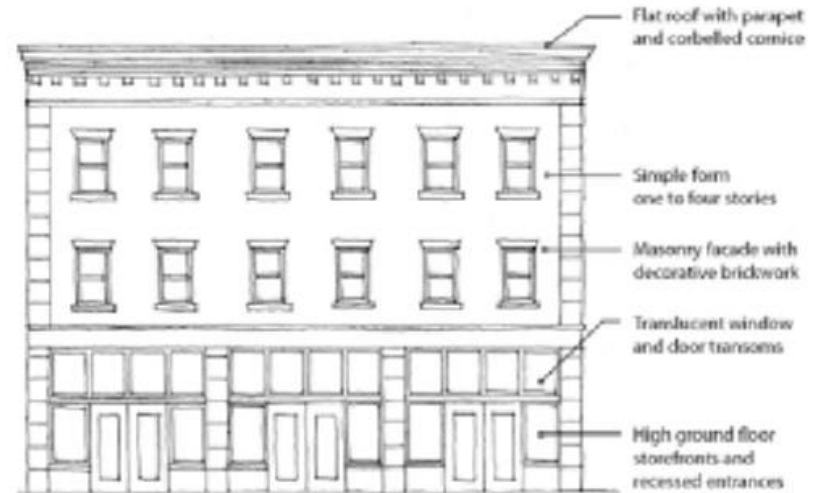 Flat roof with parapet
and corbelled cornice
Simple form
one to four stories
Masonry facade with
decorative brickwork
Translucent window
and door transoms
High ground floor
storefronts and
recessed entrances